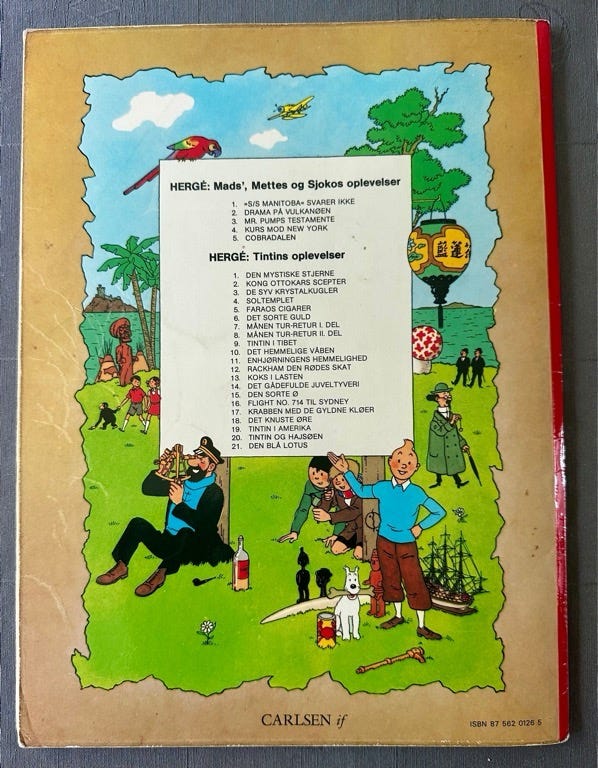 HERGÉ: Mads', Mettes og Sjokos oplevelser
1. »S/S MANITOBA« SVARER IKKE
2. DRAMA PÅ VULKANØEN
3. MR. PUMPS TESTAMENTE
4. KURS MOD NEW YORK
5. COBRADALEN
HERGÉ: Tintins oplevelser
1. DEN MYSTISKE STJERNE
2. KONG OTTOKARS SCEPTER
3. DE SYV KRYSTALKUGLER
4. SOLTEMPLET
5. FARAOS CIGARER
6. DET SORTE GULD
7. MÅNEN TUR-RETUR I. DEL
8. MÅNEN TUR-RETUR II. DEL
9. TINTIN I TIBET
10. DET HEMMELIGE VÅBEN
11. ENHJØRNINGENS HEMMELIGHED
12. RACKHAM DEN RØDES SKAT
13. KOKS I LASTEN
14. DET GÅDEFULDE JUVELTYVERI
15. DEN SORTE Ø
16. FLIGHT NO. 714 TIL SYDNEY
17. KRABBEN MED DE GYLDNE KLØER
18. DET KNUSTE ØRE
19. TINTIN I AMERIKA
20. TINTIN OG HAJSØEN
21. DEN BLÅ LOTUS
CARLSEN if
ISBN 87 562 0126 5